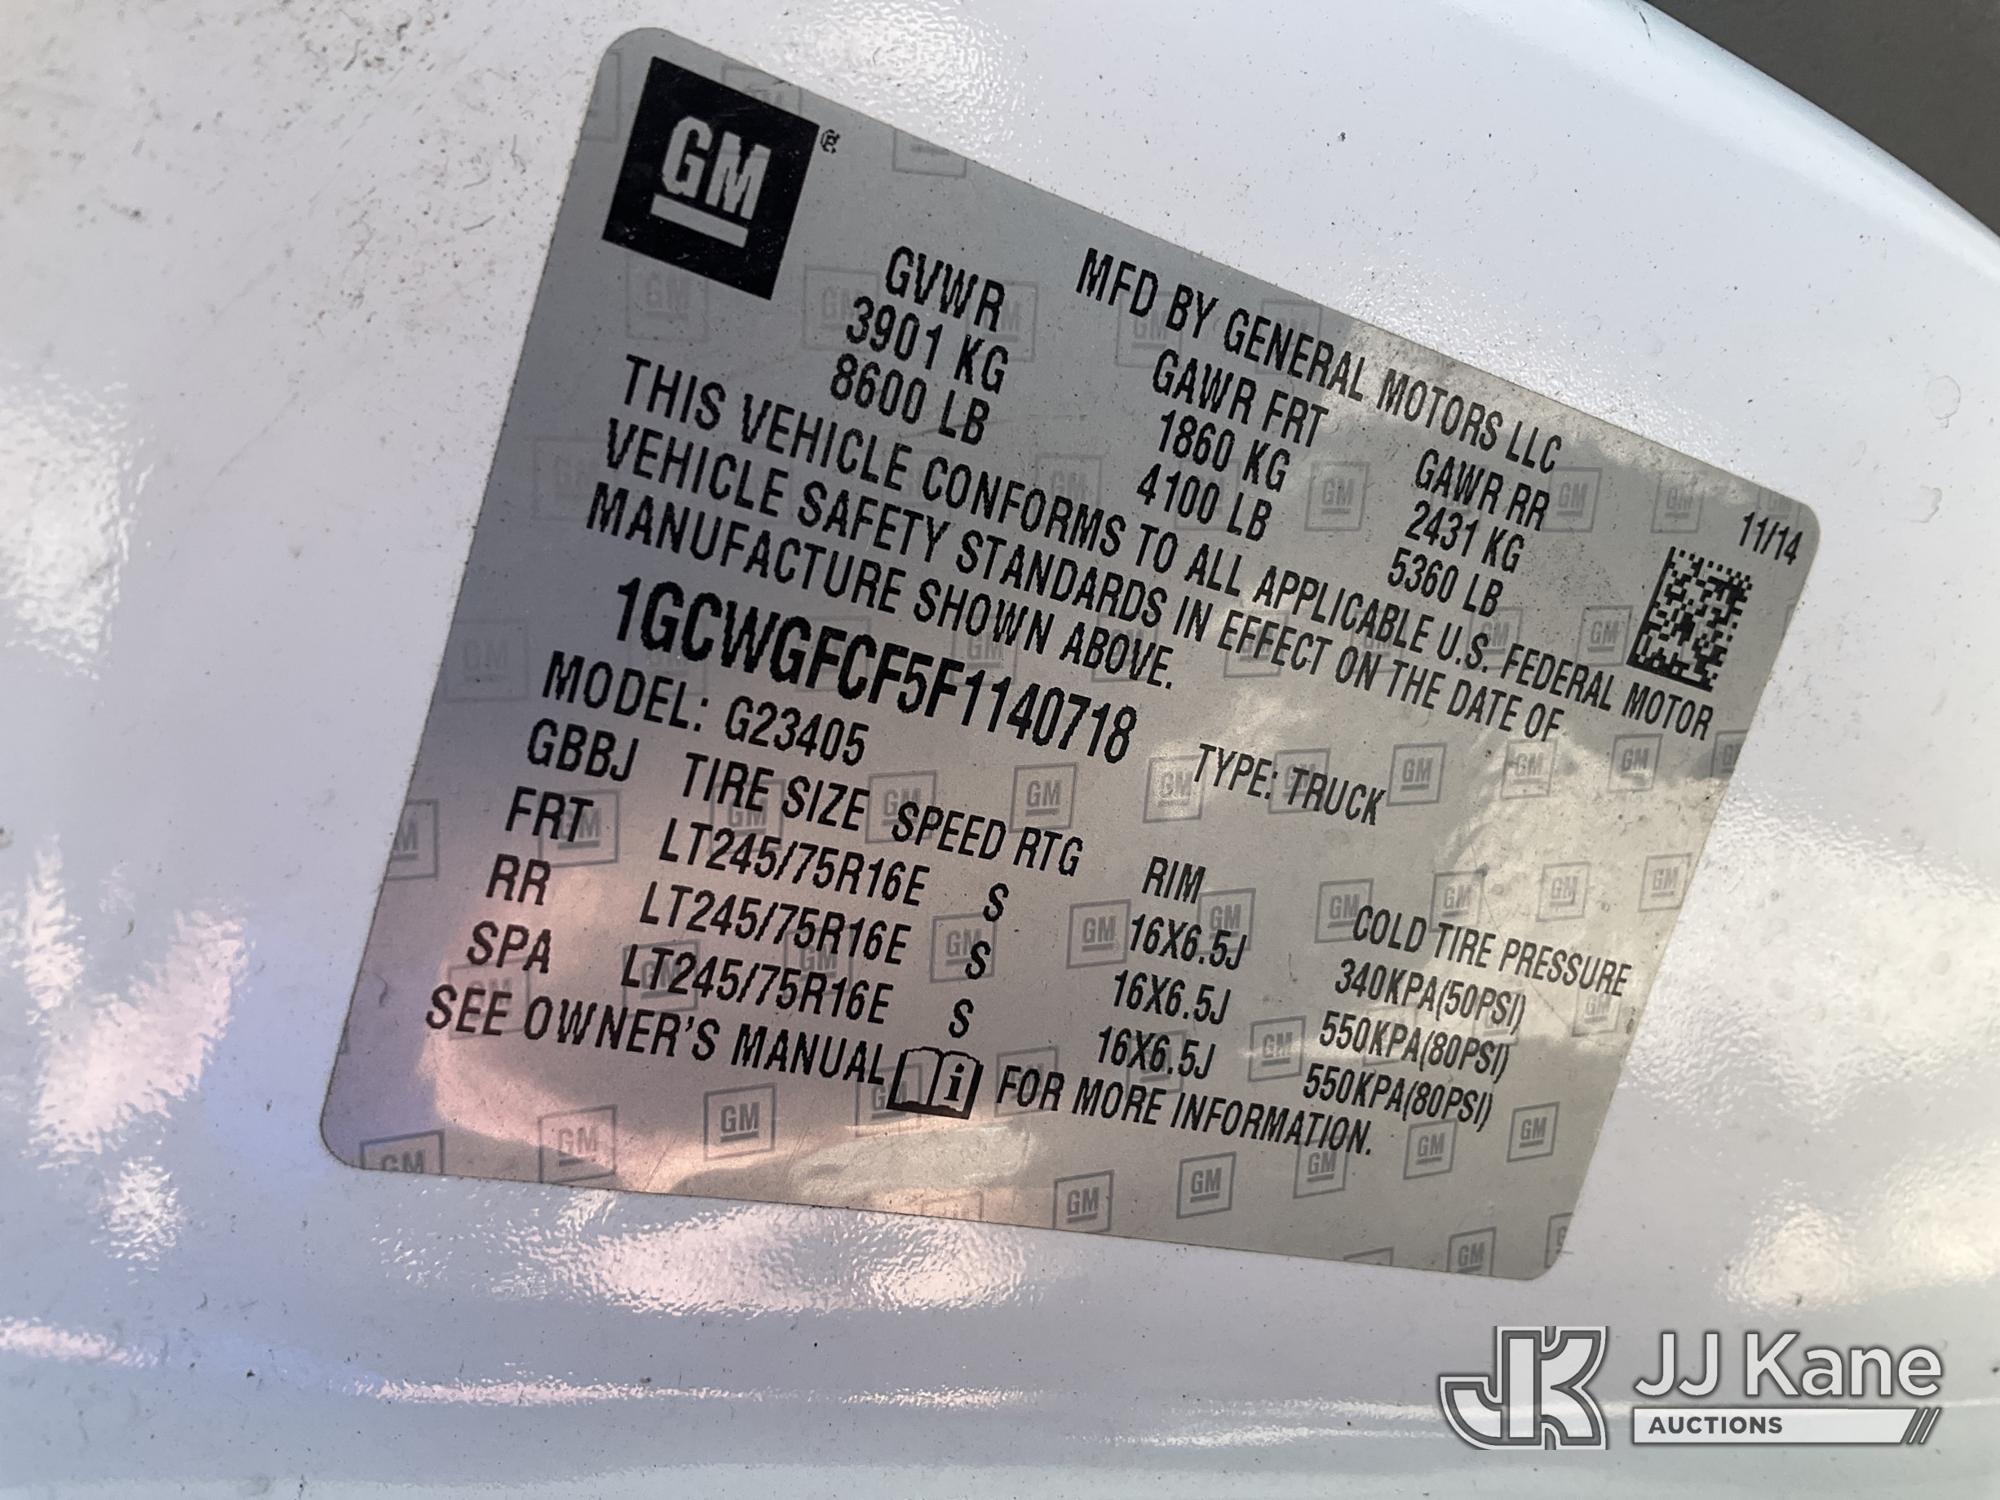 GM ®
MFD BY GENERAL MOTORS LLC 11/14
GVWR GAWR FRT GAWR RR
3901 KG 1860 KG 2431 KG
8600 LB 4100 LB 5360 LB
THIS VEHICLE CONFORMS TO ALL APPLICABLE U.S. FEDERAL MOTOR
VEHICLE SAFETY STANDARDS IN EFFECT ON THE DATE OF
MANUFACTURE SHOWN ABOVE.
1GCWGFCF5F1140718 TYPE: TRUCK
MODEL: G23405
GBBJ TIRE SIZE SPEED RTG RIM COLD TIRE PRESSURE
FRT LT245/75R16E S 16X6.5J 340KPA(50PSI)
RR LT245/75R16E S 16X6.5J 550KPA(80PSI)
SPA LT245/75R16E S 16X6.5J 550KPA(80PSI)
SEE OWNER'S MANUAL i FOR MORE INFORMATION.
JK JJ Kane
AUCTIONS